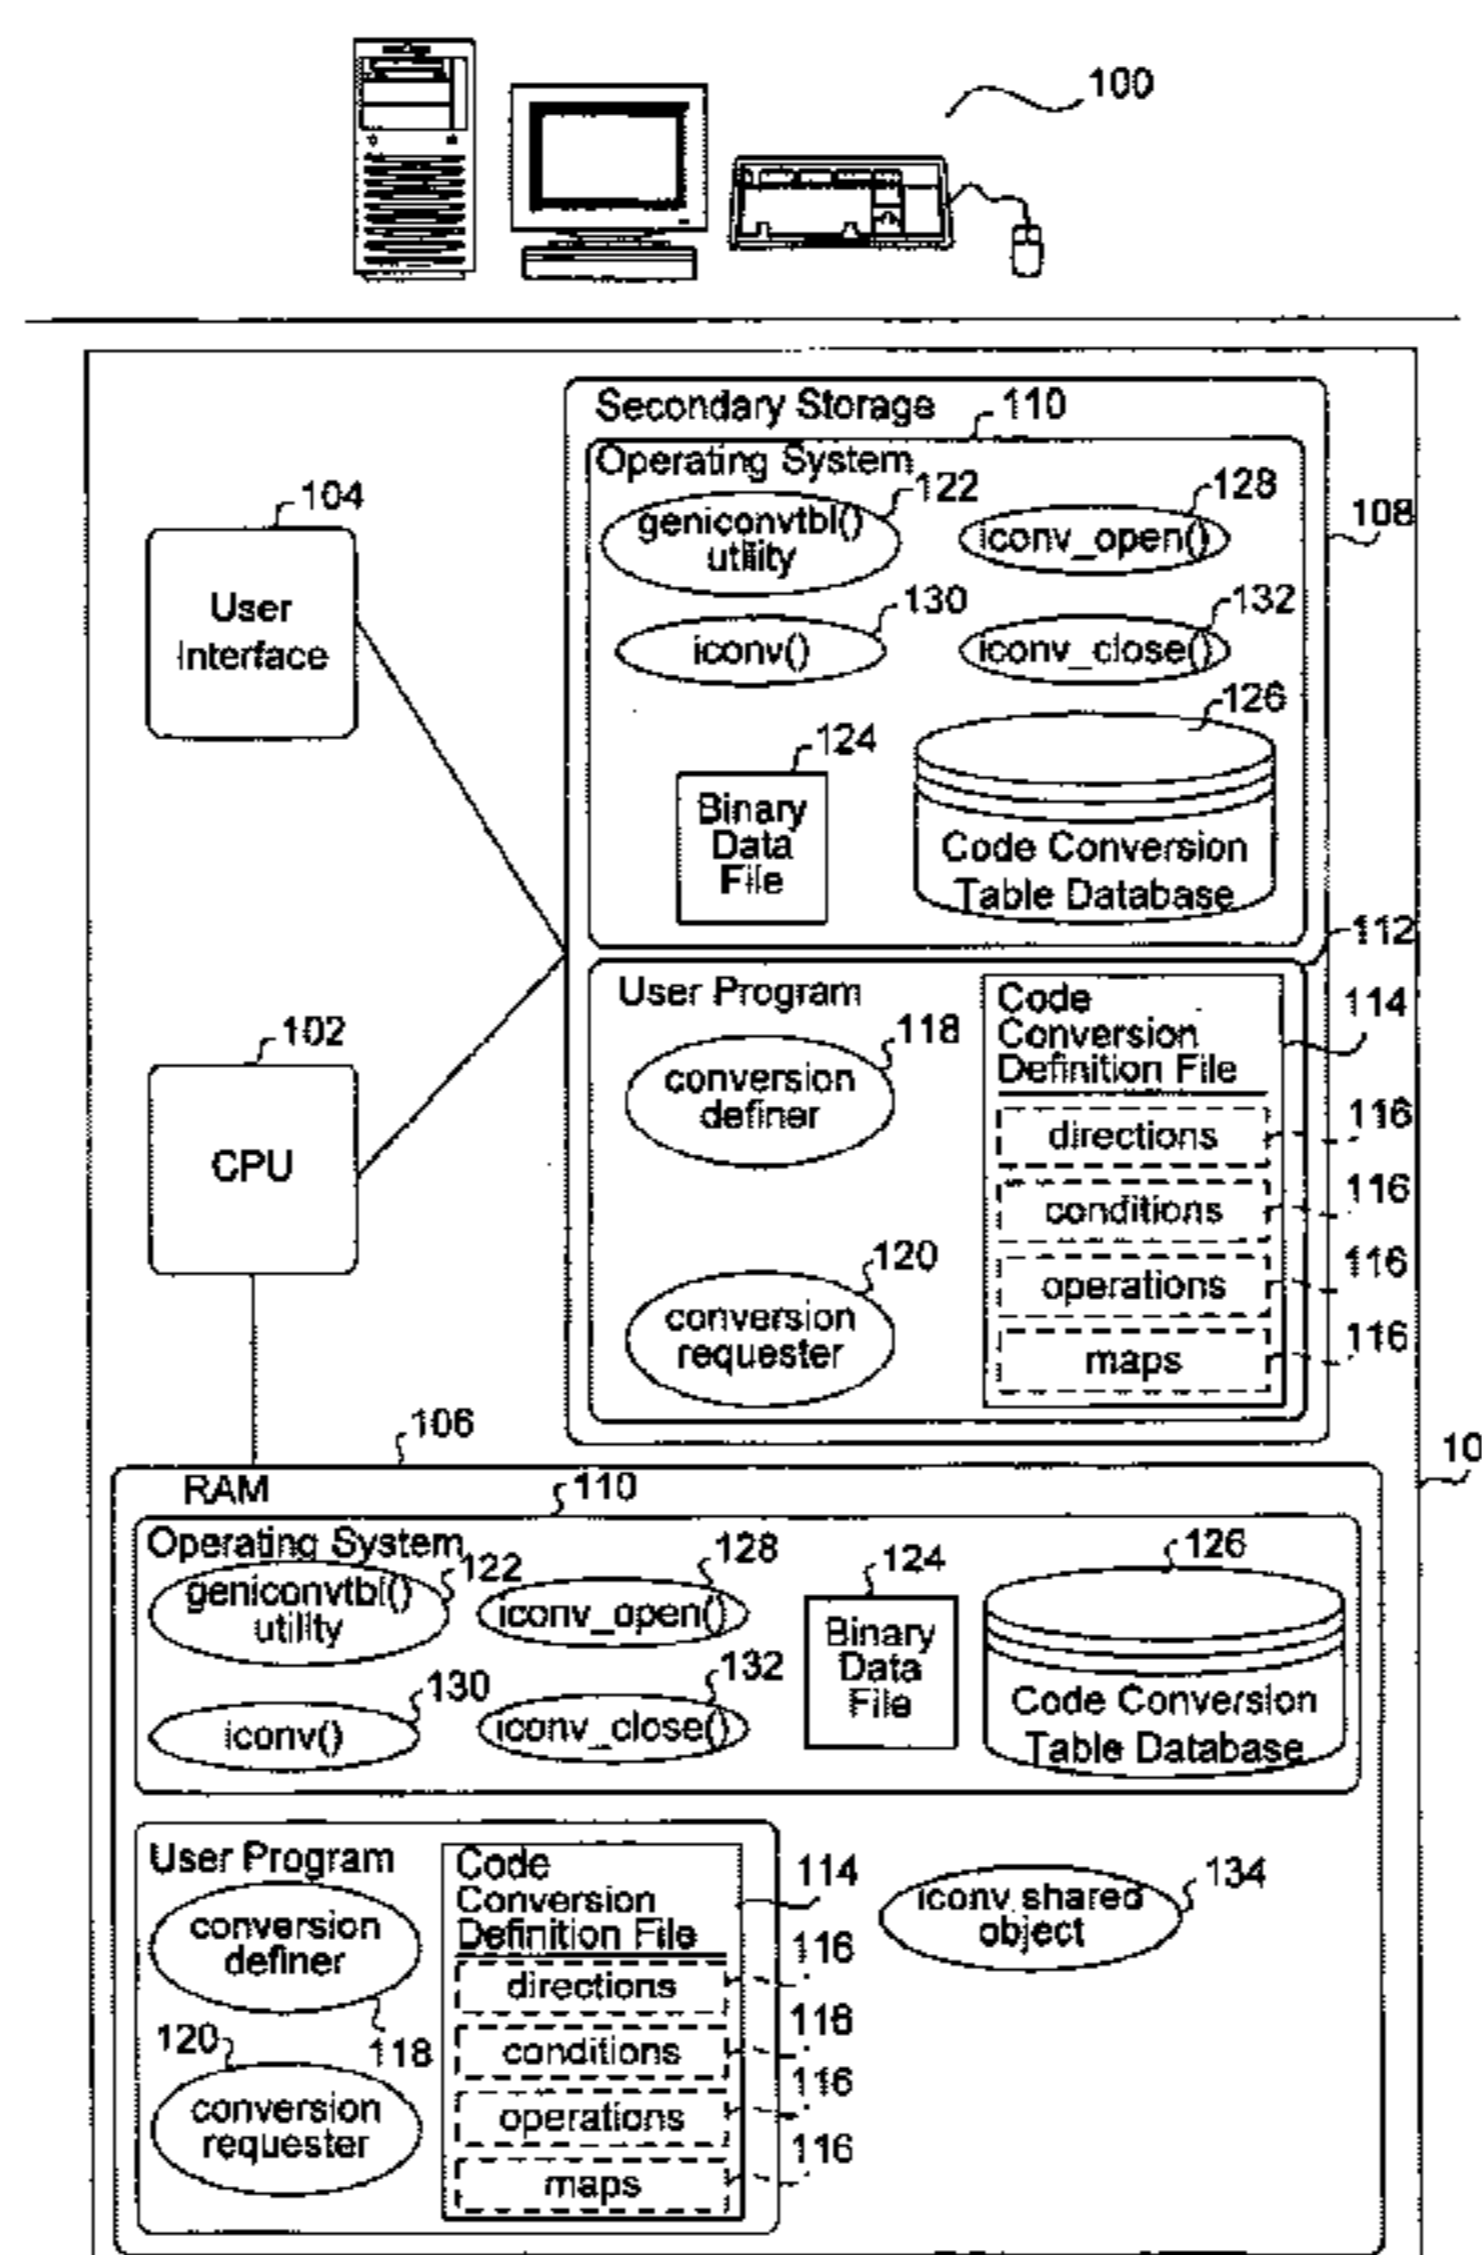 100
Secondary Storage
110
Operating System
122
geniconvtbl()
utility
128
iconv_open()
108
104
User
Interface
130
iconv()
132
iconv_close()
126
124
Binary
Data
File
Code Conversion
Table Database
112
User Program
118
conversion
definer
Code
Conversion
Definition File
114
directions
116
conditions
116
operations
116
maps
116
102
CPU
120
conversion
requester
106
10
RAM
110
Operating System
122
geniconvtbl()
utility
128
iconv_open()
124
Binary
Data
File
126
Code Conversion
Table Database
130
iconv()
132
iconv_close()
User Program
conversion
definer
118
Code
Conversion
Definition File
114
iconv shared
object
134
directions
116
conditions
116
operations
116
maps
116
120
conversion
requester